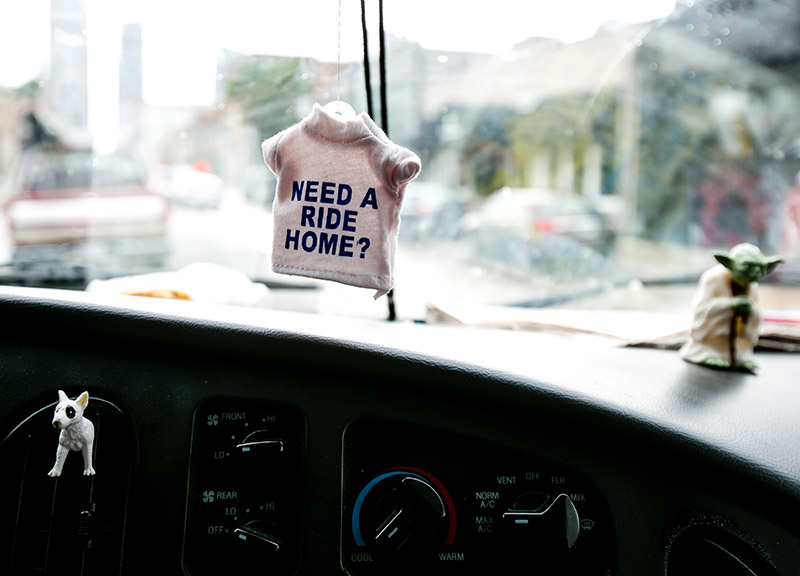 NEED A
RIDE
HOME?
FRONT
HI
LO
REAR
LO
HI
OFF
COOL
WARM
VENT
OFF
FLR
NORM
A/C
MIX
MAX
A/C